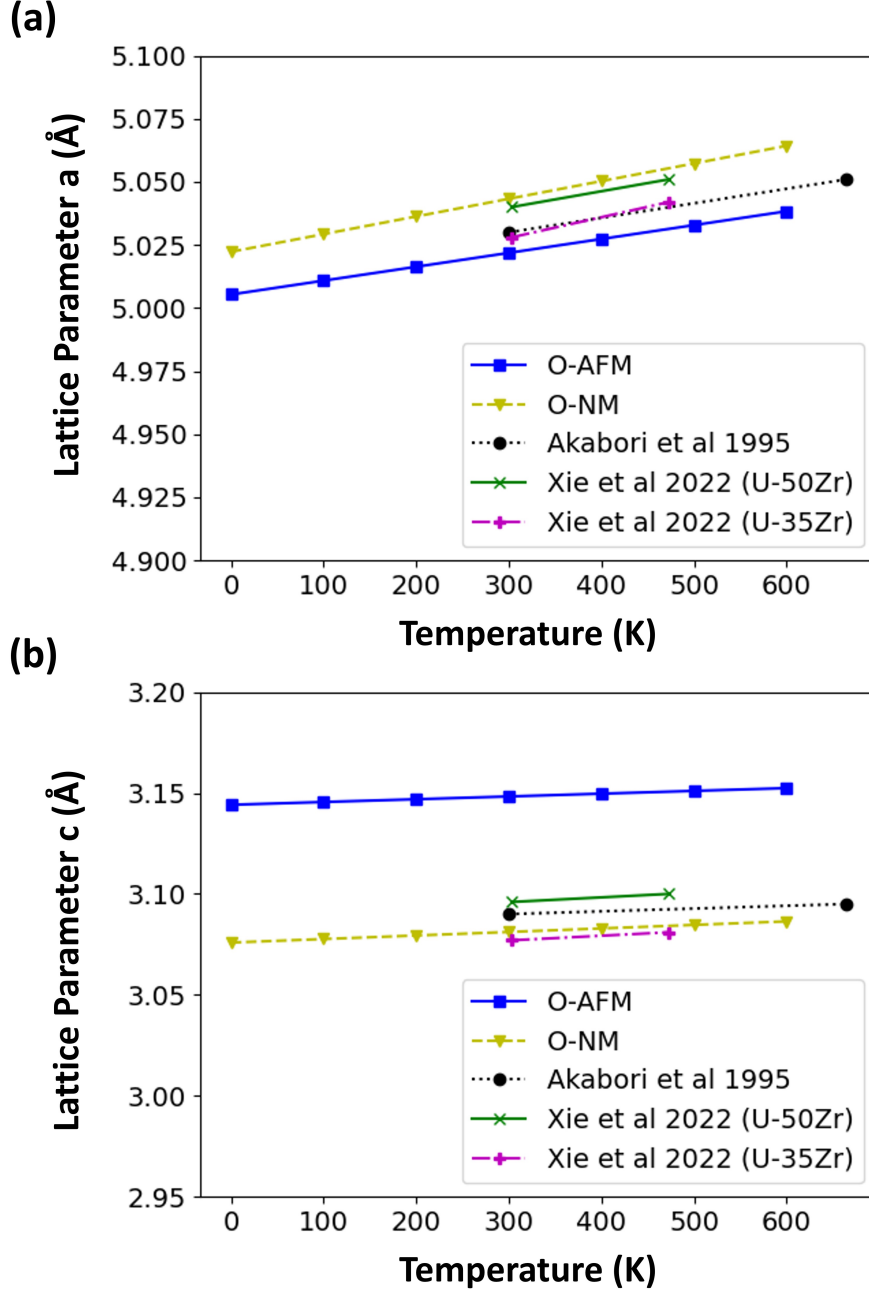 (a)
5.100
5.075
5.050
5.025
5.000
4.975
4.950
4.925
4.900
Lattice Parameter a (Å)
O-AFM
O-NM
Akabori et al 1995
Xie et al 2022 (U-50Zr)
Xie et al 2022 (U-35Zr)
0 100 200 300 400 500 600
Temperature (K)
(b)
3.20
3.15
3.10
3.05
3.00
2.95
Lattice Parameter c (Å)
O-AFM
O-NM
Akabori et al 1995
Xie et al 2022 (U-50Zr)
Xie et al 2022 (U-35Zr)
0 100 200 300 400 500 600
Temperature (K)